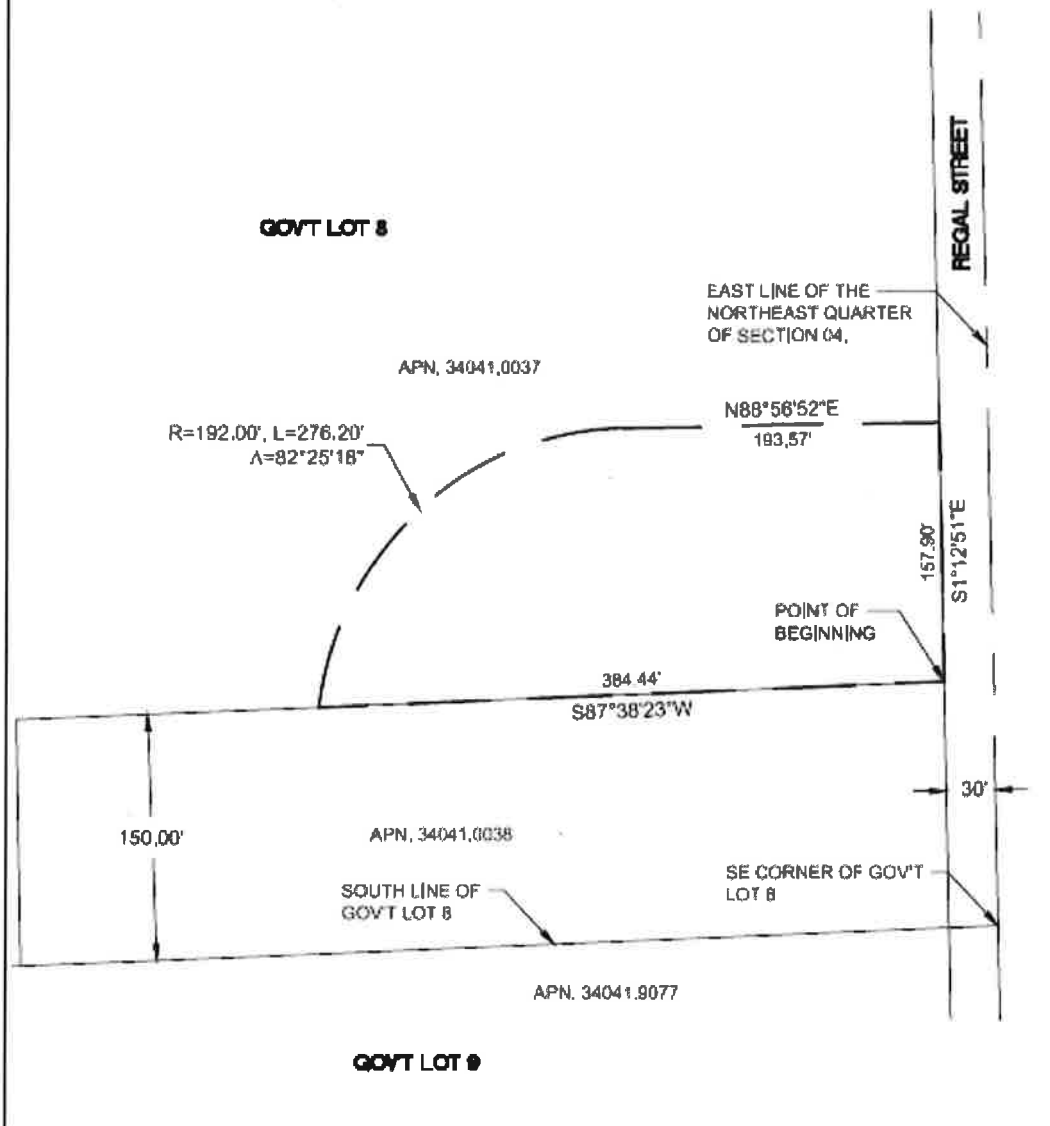 REGAL STREET
GOV'T LOT 8
EAST LINE OF THE
NORTHEAST QUARTER
OF SECTION 04,
APN, 34041,0037
N88°56'52"E
193,57'
R=192.00', L=276.20'
Δ=82°25'18"
157.90'
S1°12'51"E
POINT OF
BEGINNING
384.44'
S87°38'23"W
30'
150,00'
APN, 34041,0038
SE CORNER OF GOV'T
LOT 8
SOUTH LINE OF
GOV'T LOT 8
APN. 34041.9077
GOV'T LOT 9